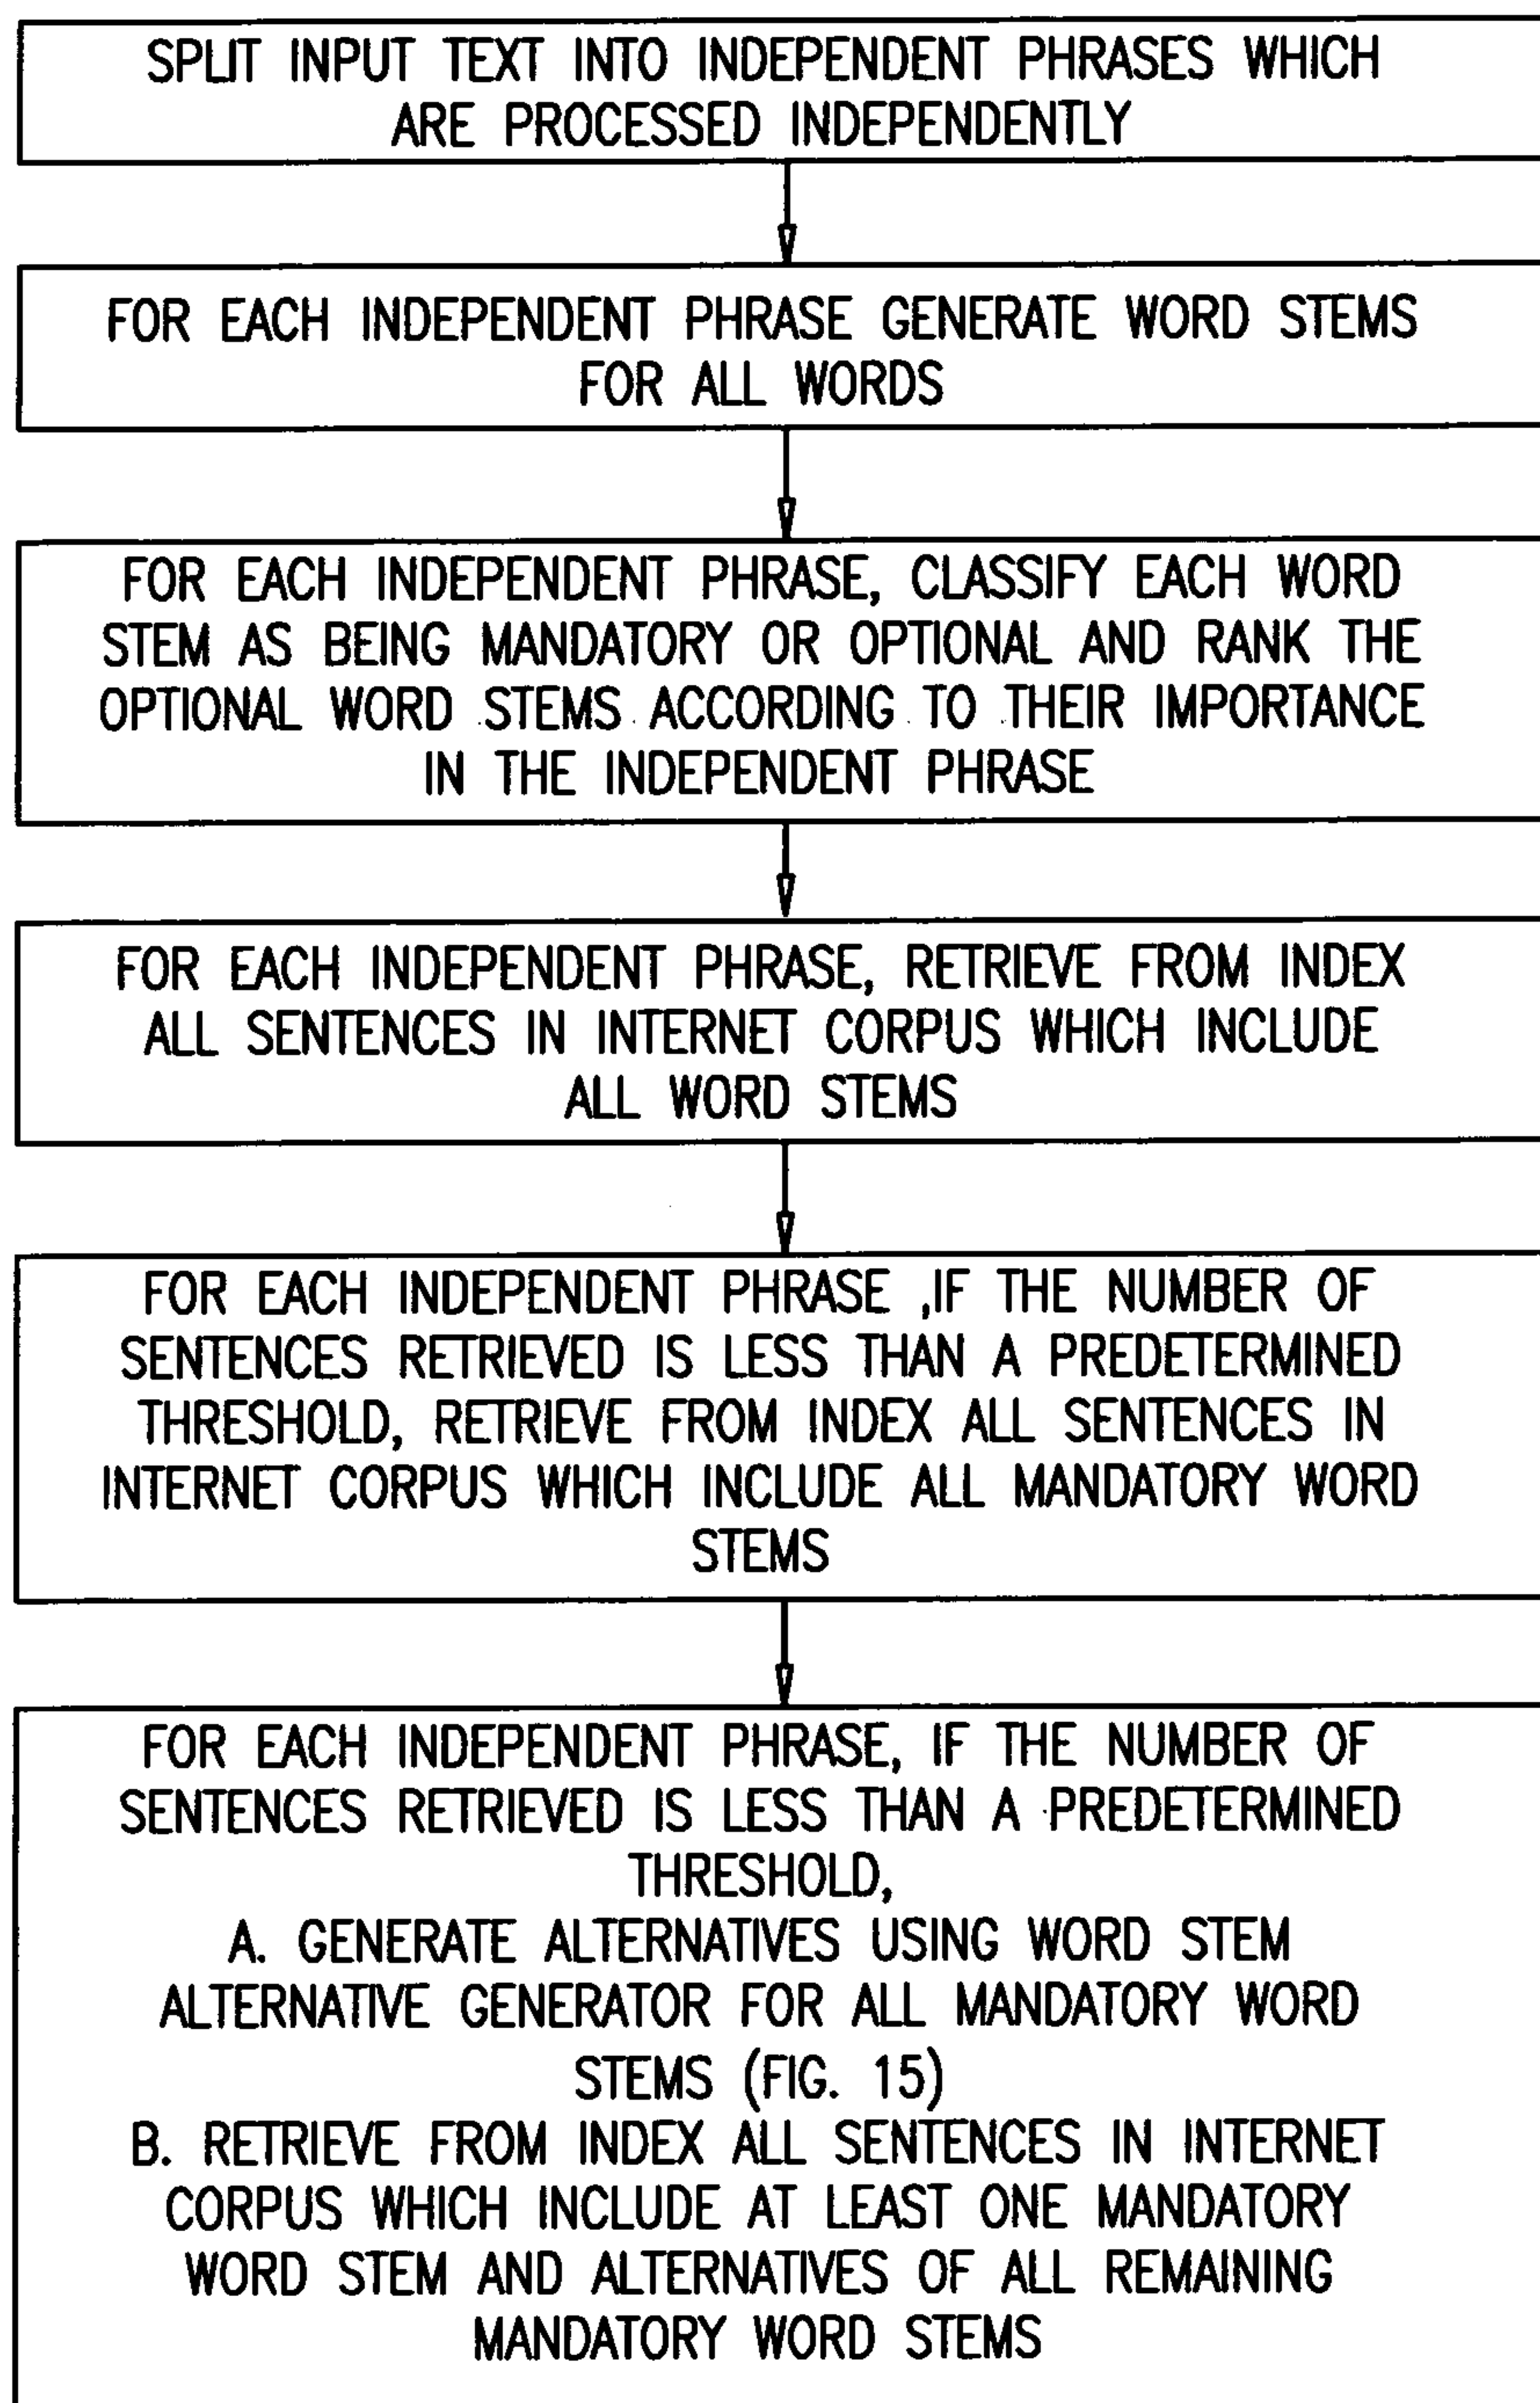 SPLIT INPUT TEXT INTO INDEPENDENT PHRASES WHICH
ARE PROCESSED INDEPENDENTLY
FOR EACH INDEPENDENT PHRASE GENERATE WORD STEMS
FOR ALL WORDS
FOR EACH INDEPENDENT PHRASE, CLASSIFY EACH WORD
STEM AS BEING MANDATORY OR OPTIONAL AND RANK THE
OPTIONAL WORD STEMS ACCORDING TO THEIR IMPORTANCE
IN THE INDEPENDENT PHRASE
FOR EACH INDEPENDENT PHRASE, RETRIEVE FROM INDEX
ALL SENTENCES IN INTERNET CORPUS WHICH INCLUDE
ALL WORD STEMS
FOR EACH INDEPENDENT PHRASE ,IF THE NUMBER OF
SENTENCES RETRIEVED IS LESS THAN A PREDETERMINED
THRESHOLD, RETRIEVE FROM INDEX ALL SENTENCES IN
INTERNET CORPUS WHICH INCLUDE ALL MANDATORY WORD
STEMS
FOR EACH INDEPENDENT PHRASE, IF THE NUMBER OF
SENTENCES RETRIEVED IS LESS THAN A PREDETERMINED
THRESHOLD,
A. GENERATE ALTERNATIVES USING WORD STEM
ALTERNATIVE GENERATOR FOR ALL MANDATORY WORD
STEMS (FIG. 15)
B. RETRIEVE FROM INDEX ALL SENTENCES IN INTERNET
CORPUS WHICH INCLUDE AT LEAST ONE MANDATORY
WORD STEM AND ALTERNATIVES OF ALL REMAINING
MANDATORY WORD STEMS